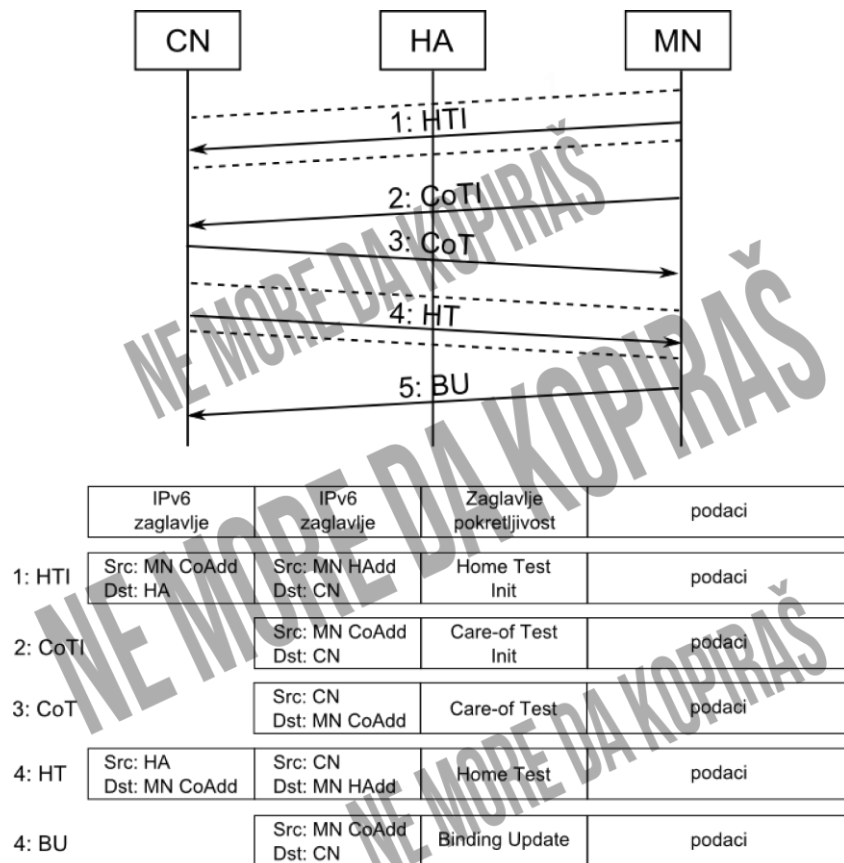 CN
HA
MN
1: HTI
2: CoTI
3: CoT
4: HT
5: BU
NE MORE DA KOPIRAŠ
NE MORE DA KOPIRAŠ
NE MORE DA KOPIRAŠ
IPv6
zaglavlje
IPv6
zaglavlje
Zaglavlje
pokretljivost
podaci
1: HTI
Src: MN CoAdd
Dst: HA
Src: MN HAdd
Dst: CN
Home Test
Init
podaci
2: CoTI
Src: MN CoAdd
Dst: CN
Care-of Test
Init
podaci
3: CoT
Src: CN
Dst: MN CoAdd
Care-of Test
podaci
4: HT
Src: HA
Dst: MN CoAdd
Src: CN
Dst: MN HAdd
Home Test
podaci
4: BU
Src: MN CoAdd
Dst: CN
Binding Update
podaci